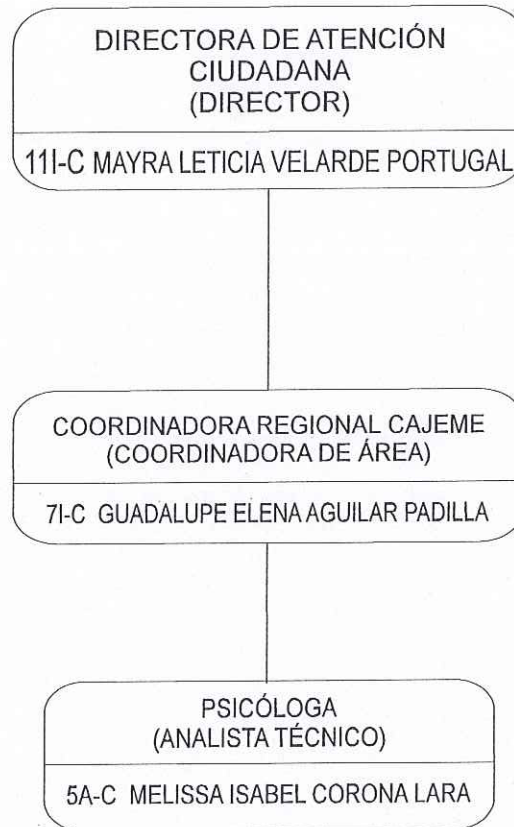 DIRECTORA DE ATENCIÓN
CIUDADANA
(DIRECTOR)
11I-C MAYRA LETICIA VELARDE PORTUGAL
COORDINADORA REGIONAL CAJEME
(COORDINADORA DE ÁREA)
7I-C GUADALUPE ELENA AGUILAR PADILLA
PSICÓLOGA
(ANALISTA TÉCNICO)
5A-C MELISSA ISABEL CORONA LARA